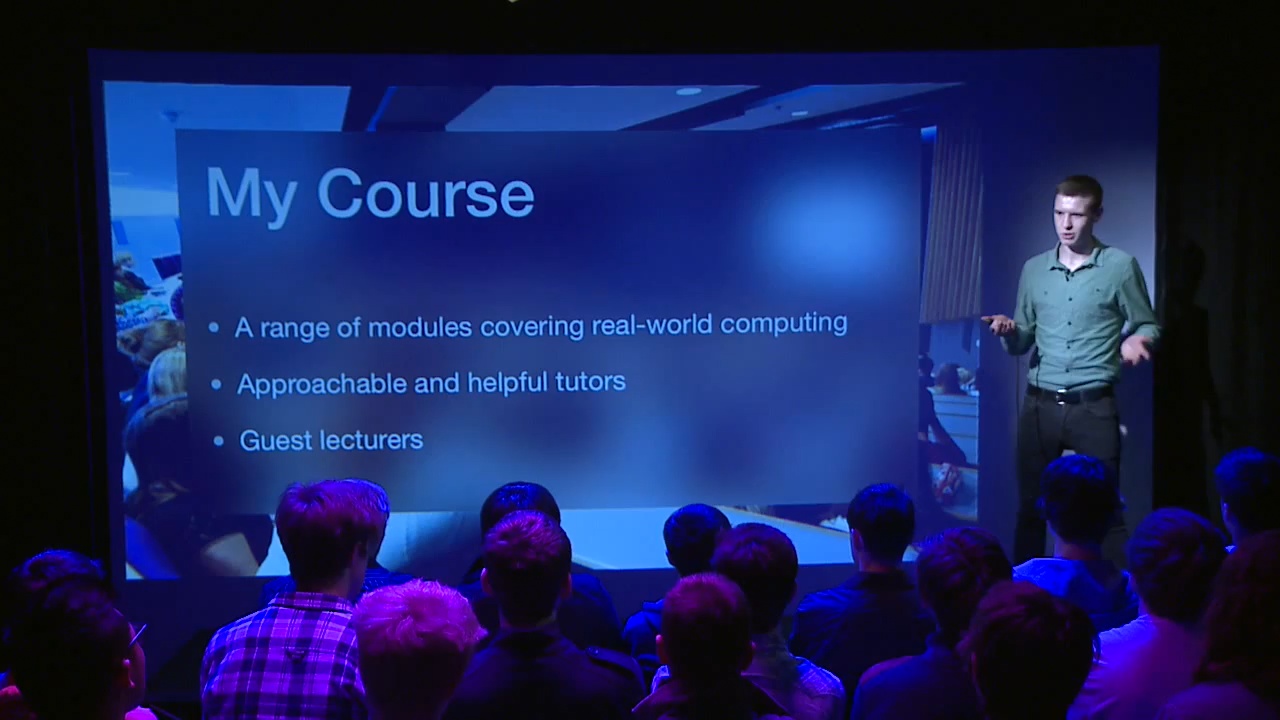 My Course
• A range of modules covering real-world computing
• Approachable and helpful tutors
• Guest lecturers